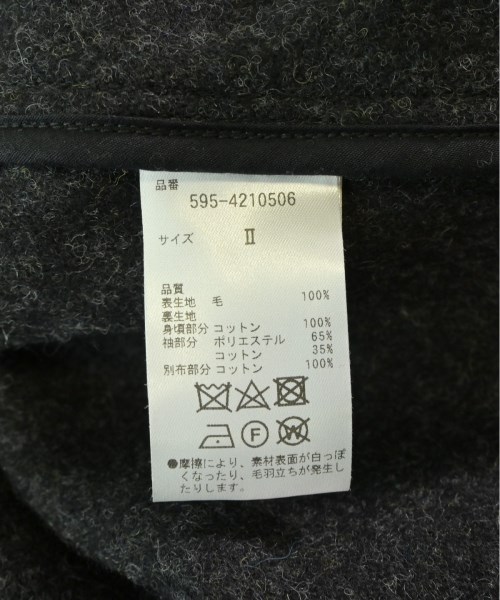 品番
595-4210506
サイズ II
品質
表生地 毛 100%
裏生地
身頃部分 コットン 100%
袖部分 ポリエステル 65%
コットン 35%
別布部分 コットン 100%
F W
●摩擦により、素材表面が白っぽ
くなったり、毛羽立ちが発生し
たりします。